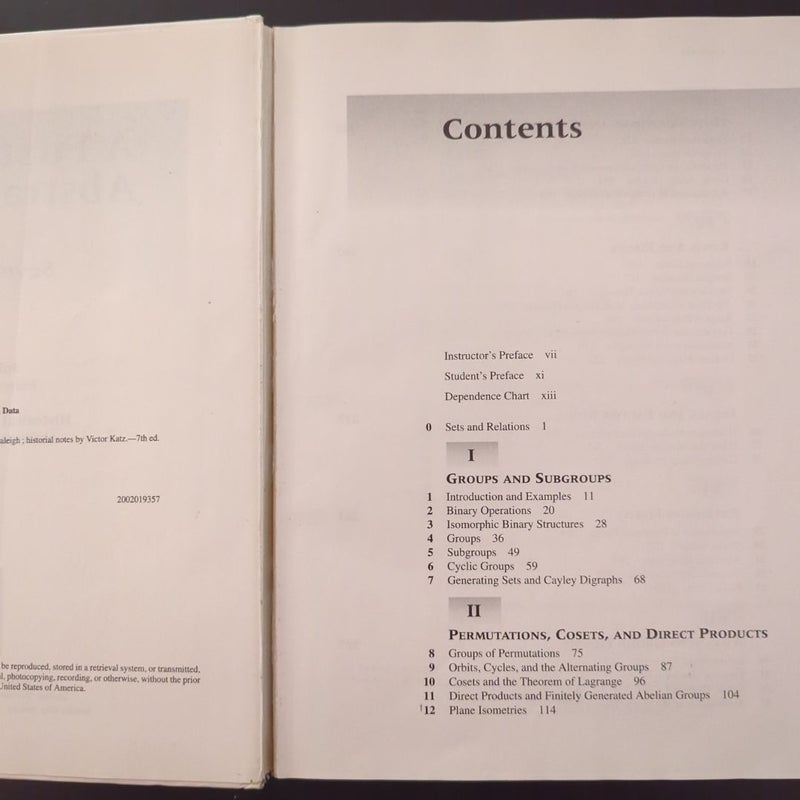 Data
aleigh ; historial notes by Victor Katz.—7th ed.
2002019357
be reproduced, stored in a retrieval system, or transmitted,
l, photocopying, recording, or otherwise, without the prior
United States of America.
Contents
Instructor's Preface vii
Student's Preface xi
Dependence Chart xiii
0 Sets and Relations 1
I
GROUPS AND SUBGROUPS
1 Introduction and Examples 11
2 Binary Operations 20
3 Isomorphic Binary Structures 28
4 Groups 36
5 Subgroups 49
6 Cyclic Groups 59
7 Generating Sets and Cayley Digraphs 68
II
PERMUTATIONS, COSETS, AND DIRECT PRODUCTS
8 Groups of Permutations 75
9 Orbits, Cycles, and the Alternating Groups 87
10 Cosets and the Theorem of Lagrange 96
11 Direct Products and Finitely Generated Abelian Groups 104
†12 Plane Isometries 114